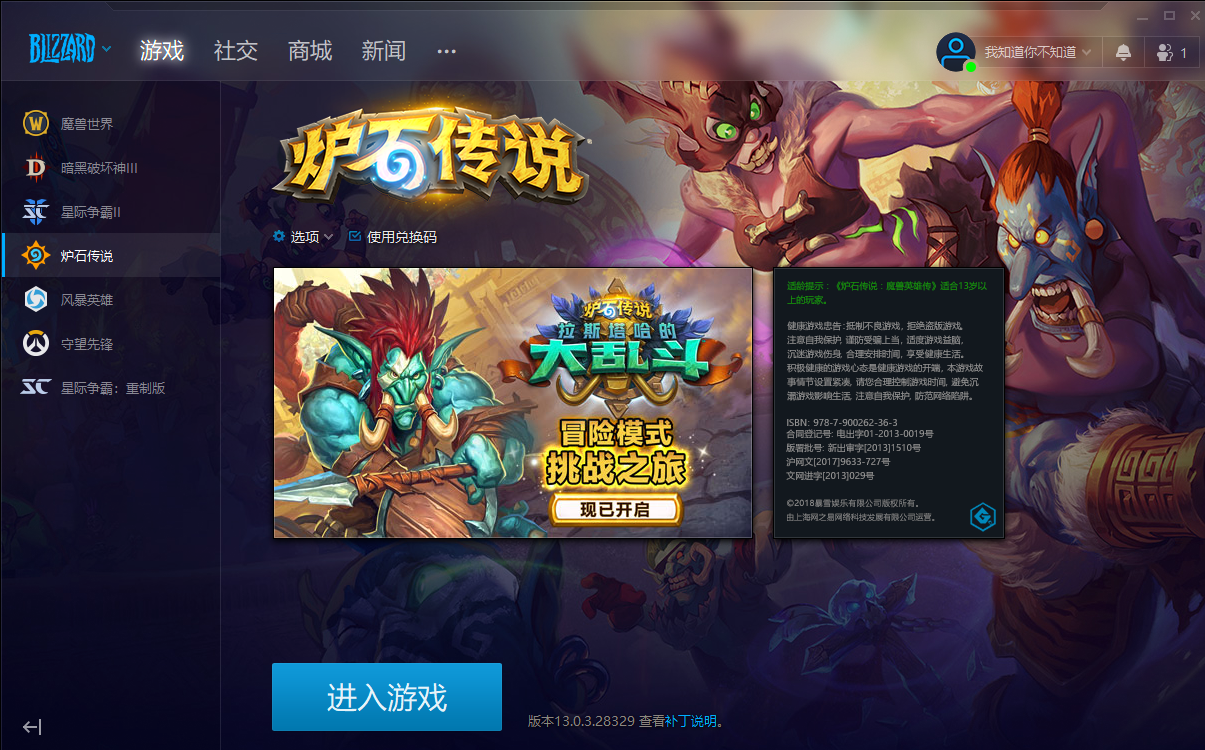 BLIZZARD
游戏
社交
商城
新闻
我知道你不知道
1
魔兽世界
暗黑破坏神III
星际争霸II
炉石传说
风暴英雄
守望先锋
星际争霸：重制版
炉石传说
选项
使用兑换码
炉石传说
拉斯塔哈的
大乱斗
冒险模式
挑战之旅
现已开启
适龄提示：《炉石传说：魔兽英雄传》适合13岁以
上的玩家。
健康游戏忠告:抵制不良游戏, 拒绝盗版游戏。
注意自我保护, 谨防受骗上当, 适度游戏益脑,
沉迷游戏伤身, 合理安排时间, 享受健康生活。
积极健康的游戏心态是健康游戏的开端, 本游戏故
事情节设置紧凑, 请您合理控制游戏时间, 避免沉
溺游戏影响生活, 注意自我保护, 防范网络陷阱。
ISBN: 978-7-900262-36-3
合同登记号: 电出字01-2013-0019号
版署批号: 新出审字[2013]1510号
沪网文[2017]9633-727号
文网进字[2013]029号
©2018暴雪娱乐有限公司版权所有。
由上海网之易网络科技发展有限公司运营。
进入游戏
版本13.0.3.28329 查看补丁说明。